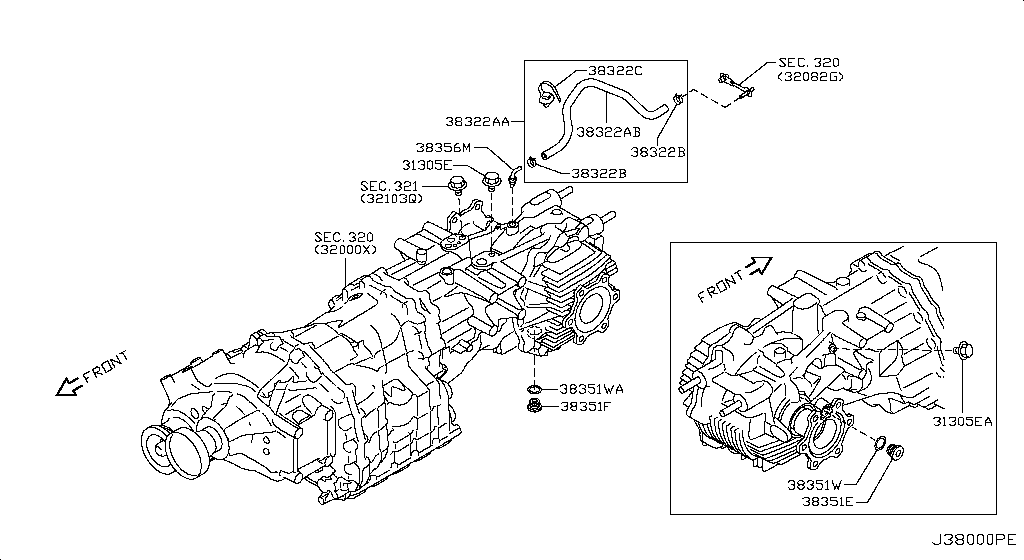 38322C
SEC. 320
(32082G)
38322AA
38322AB
38356M
38322B
31305E
38322B
SEC. 321
(32103Q)
SEC. 320
(32000X)
FRONT
FRONT
38351WA
38351F
31305EA
38351W
38351E
J38000PE